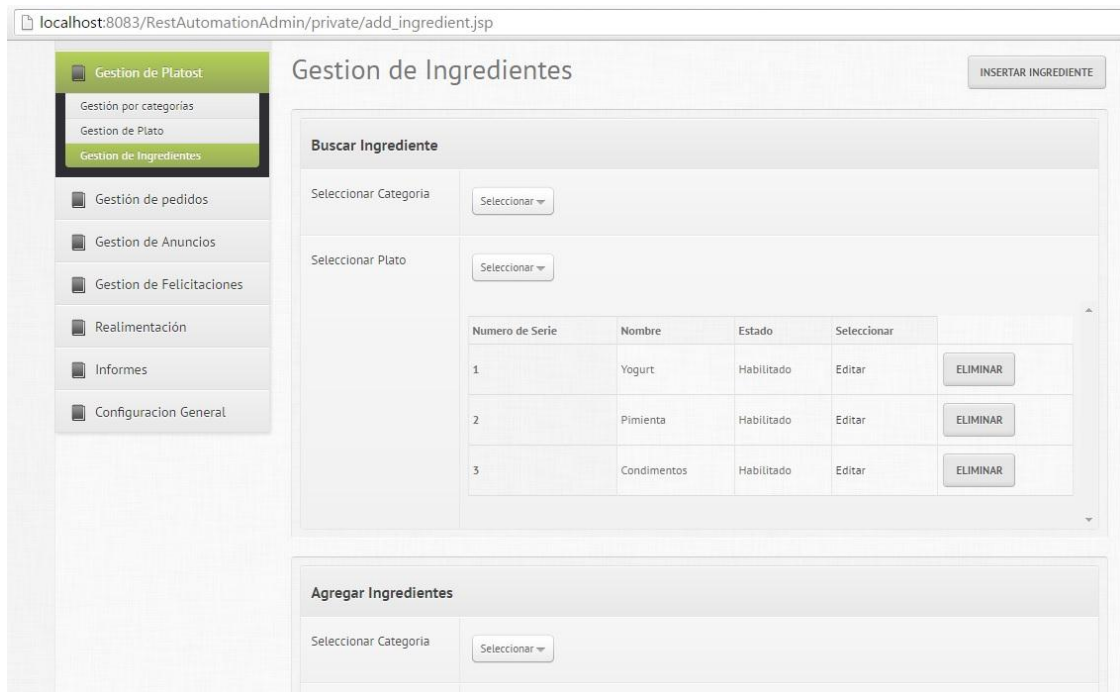 localhost:8083/RestAutomationAdmin/private/add_ingredient.jsp
Gestion de Platost
Gestión por categorías
Gestion de Plato
Gestion de Ingredientes
Gestión de pedidos
Gestion de Anuncios
Gestion de Felicitaciones
Realimentación
Informes
Configuracion General
Gestion de Ingredientes
INSERTAR INGREDIENTE
Buscar Ingrediente
Seleccionar Categoria
Seleccionar
Seleccionar Plato
Seleccionar
Numero de Serie Nombre Estado Seleccionar
1 Yogurt Habilitado Editar ELIMINAR
2 Pimienta Habilitado Editar ELIMINAR
3 Condimentos Habilitado Editar ELIMINAR
Agregar Ingredientes
Seleccionar Categoria
Seleccionar